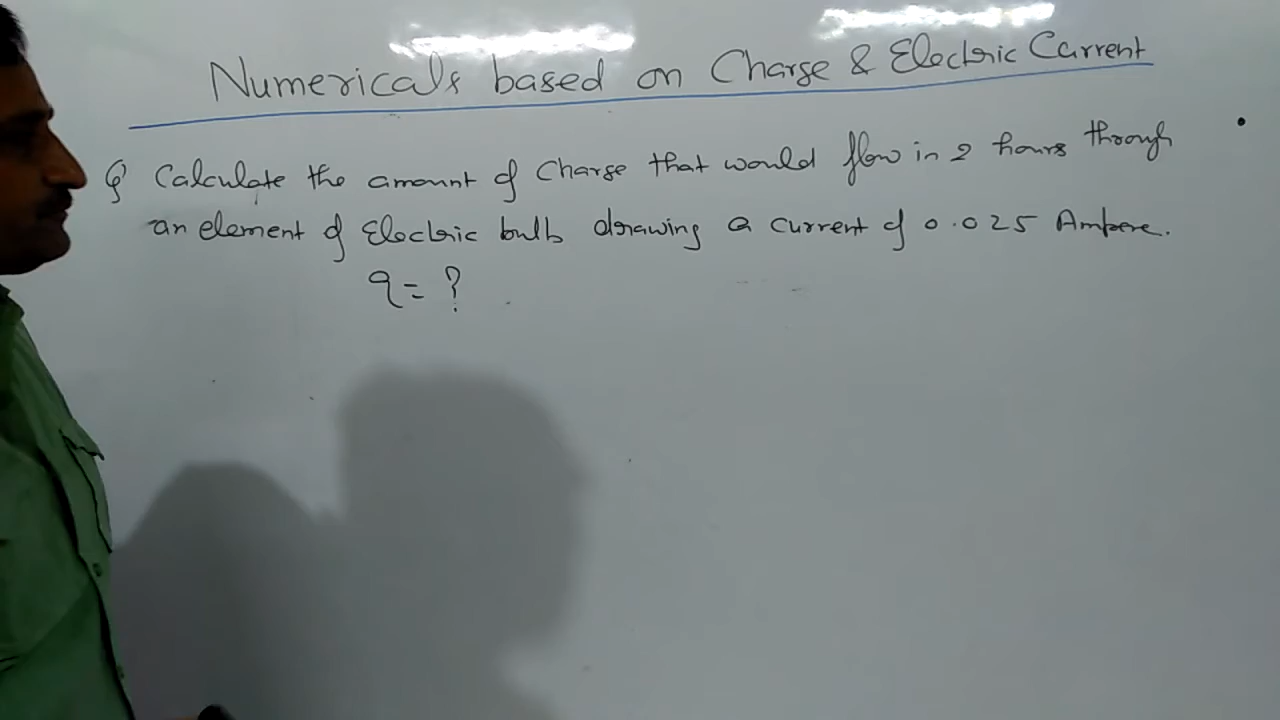 Numericals based on Charge & Electric Current
Q Calculate the amount of Charge that would flow in 2 hours through
an element of Electric bulb drawing a current of 0.025 Ampere.
q = ?